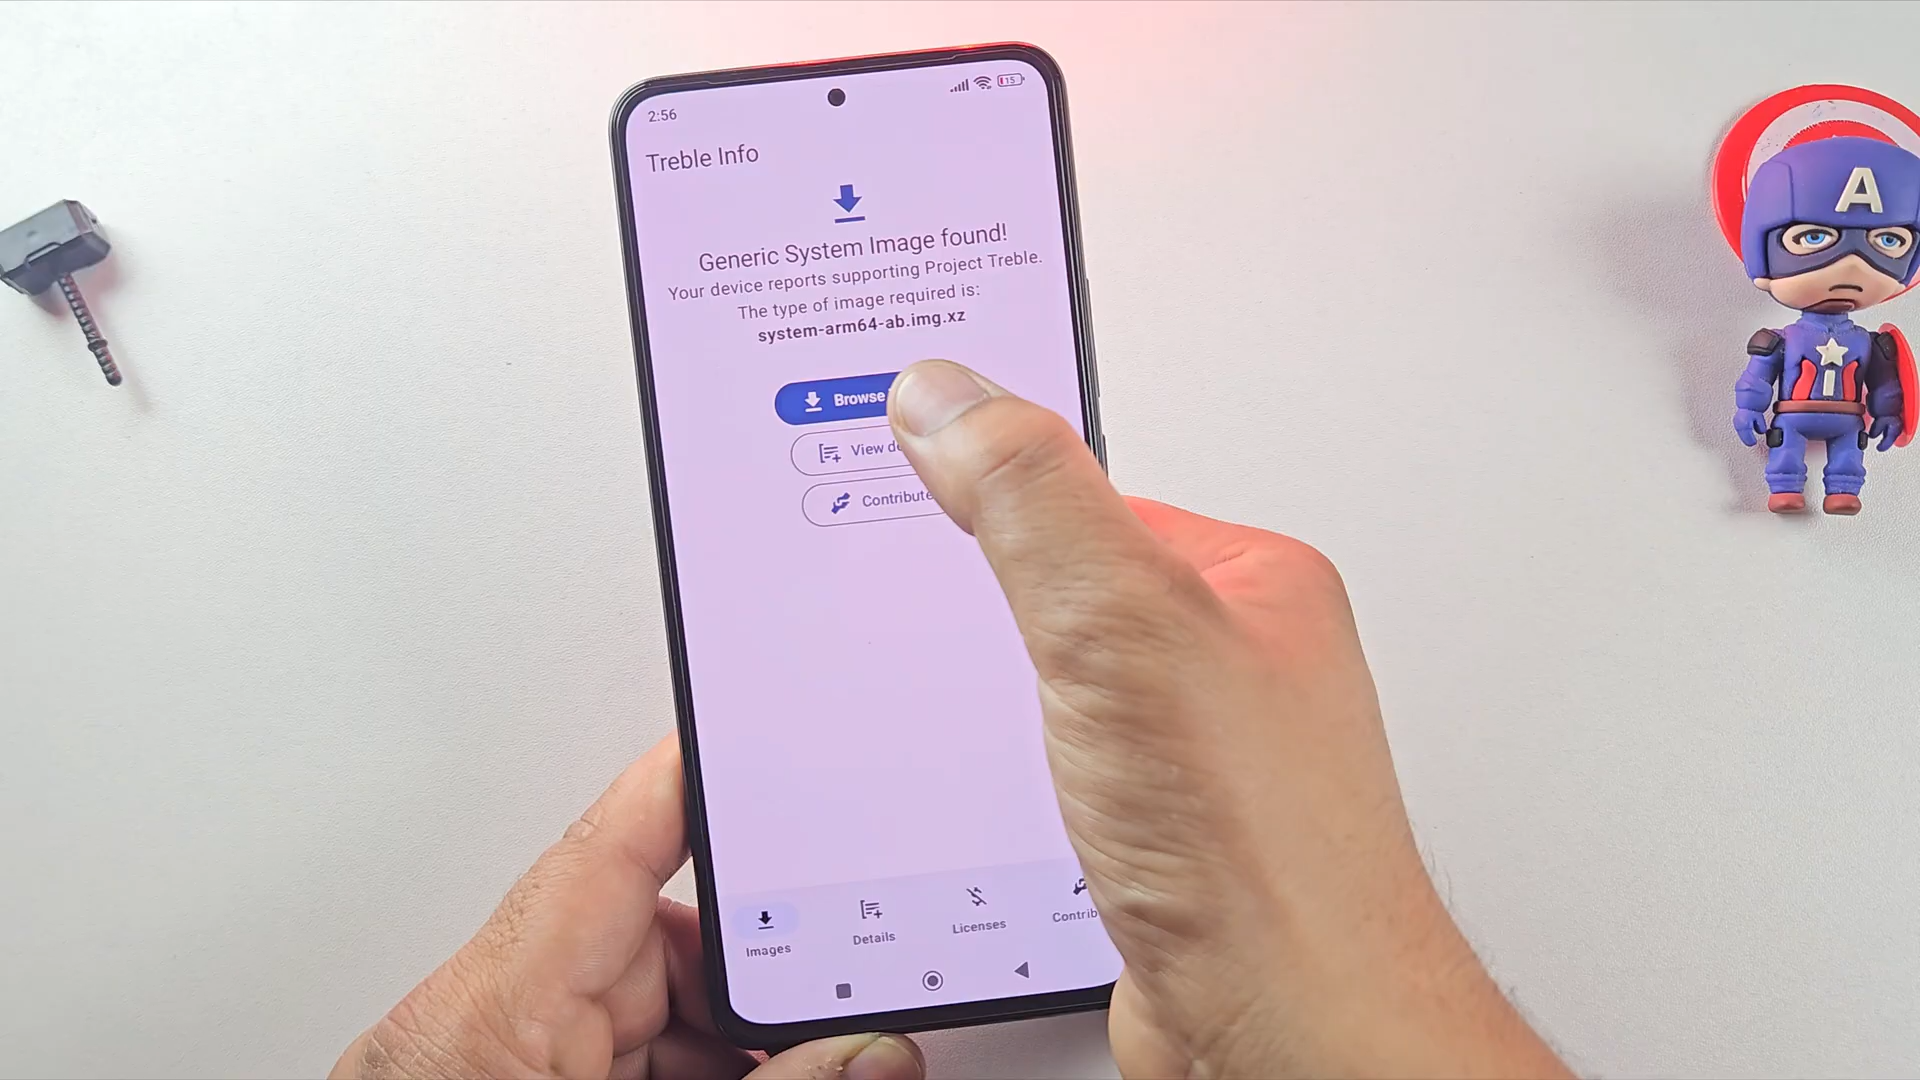 2:56
15
Treble Info
Generic System Image found!
Your device reports supporting Project Treble.
The type of image required is:
system-arm64-ab.img.xz
Browse
View
Contribute
Images
Details
Licenses
A